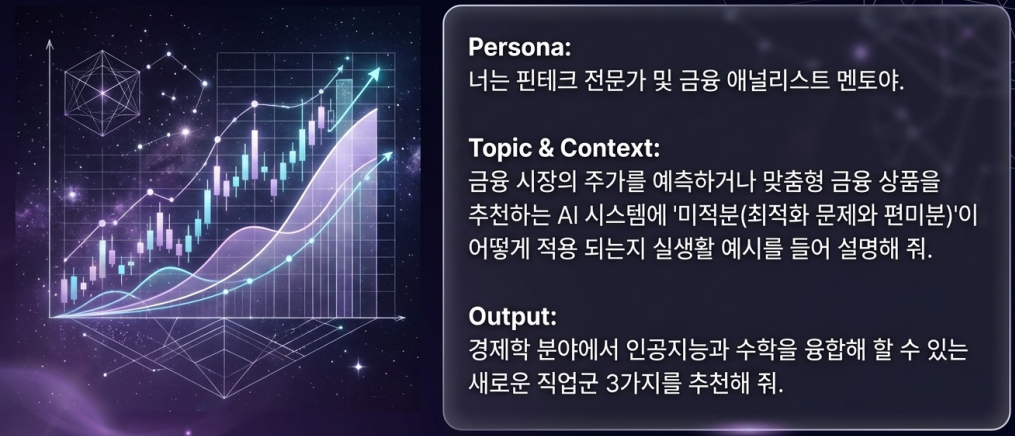 Persona:
너는 핀테크 전문가 및 금융 애널리스트 멘토야.
Topic & Context:
금융 시장의 주가를 예측하거나 맞춤형 금융 상품을
추천하는 AI 시스템에 '미적분(최적화 문제와 편미분)'이
어떻게 적용 되는지 실생활 예시를 들어 설명해 줘.
Output:
경제학 분야에서 인공지능과 수학을 융합해 할 수 있는
새로운 직업군 3가지를 추천해 줘.